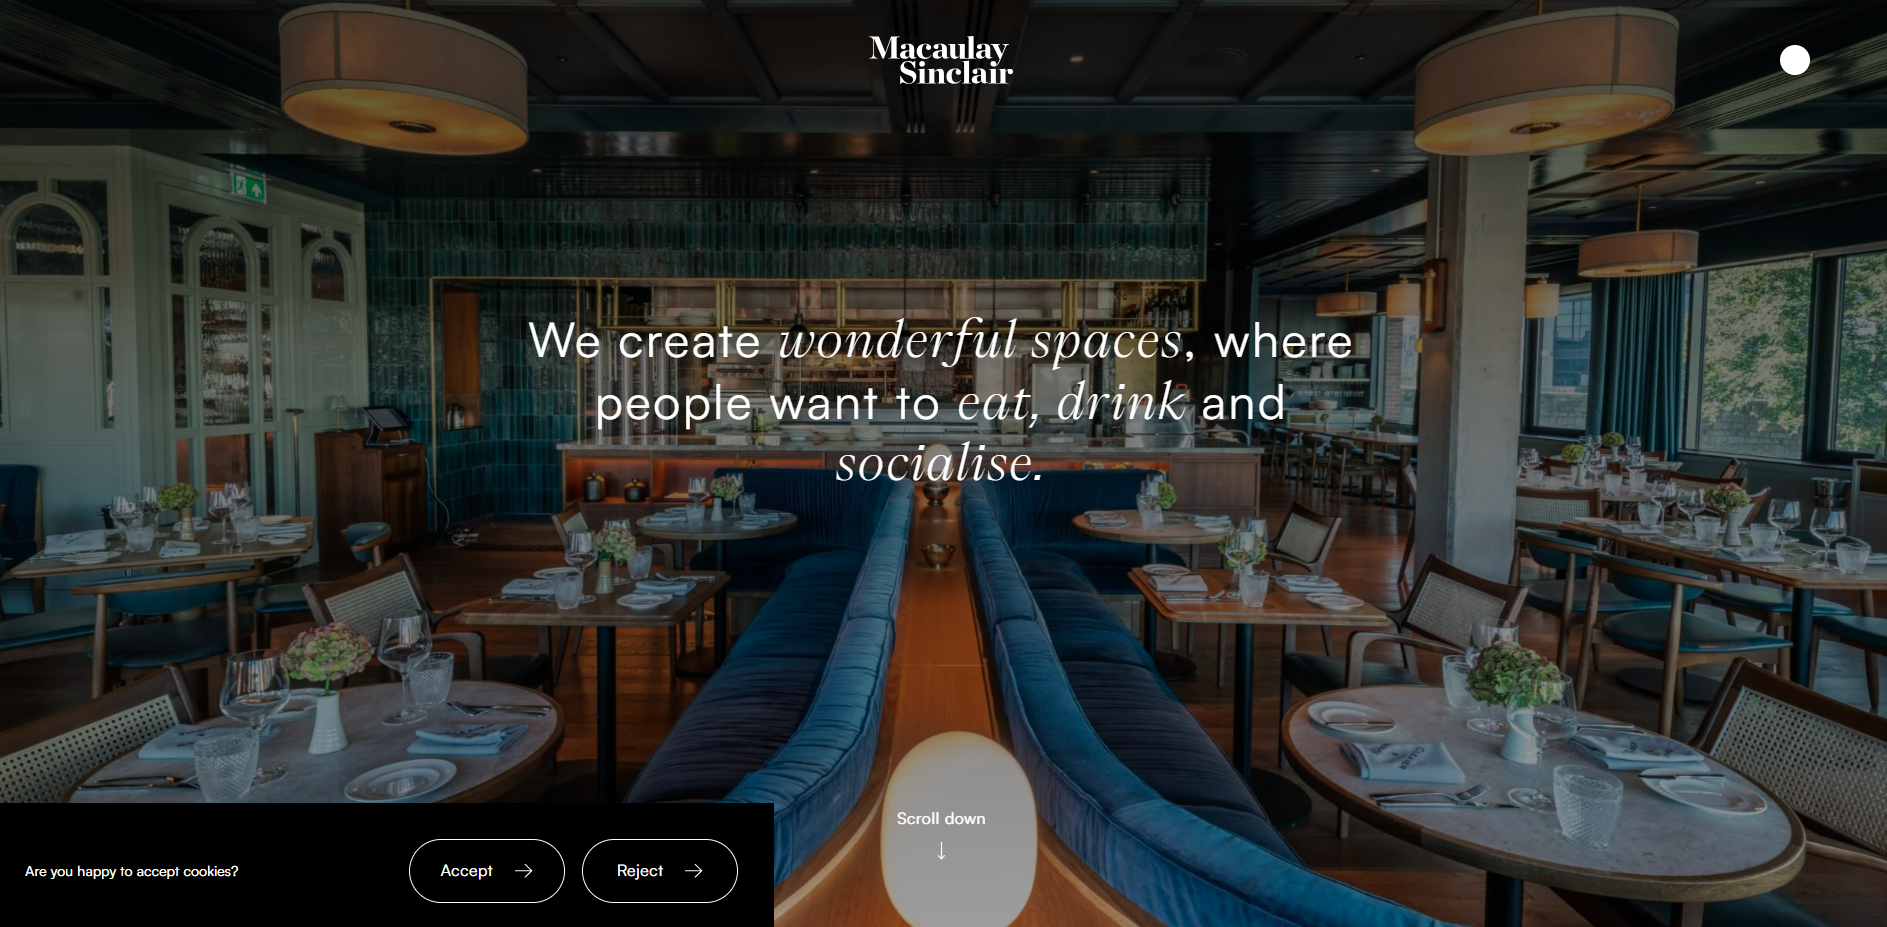 Macaulay
Sinclair
We create wonderful spaces, where
people want to eat, drink and
socialise.
Scroll down
Are you happy to accept cookies?
Accept
Reject